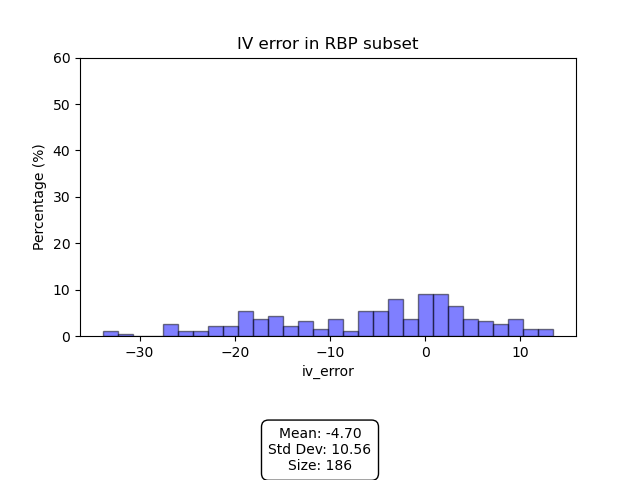 IV error in RBP subset
60
50
40
30
20
10
0
Percentage (%)
−30
−20
−10
0
10
iv_error
Mean: -4.70
Std Dev: 10.56
Size: 186